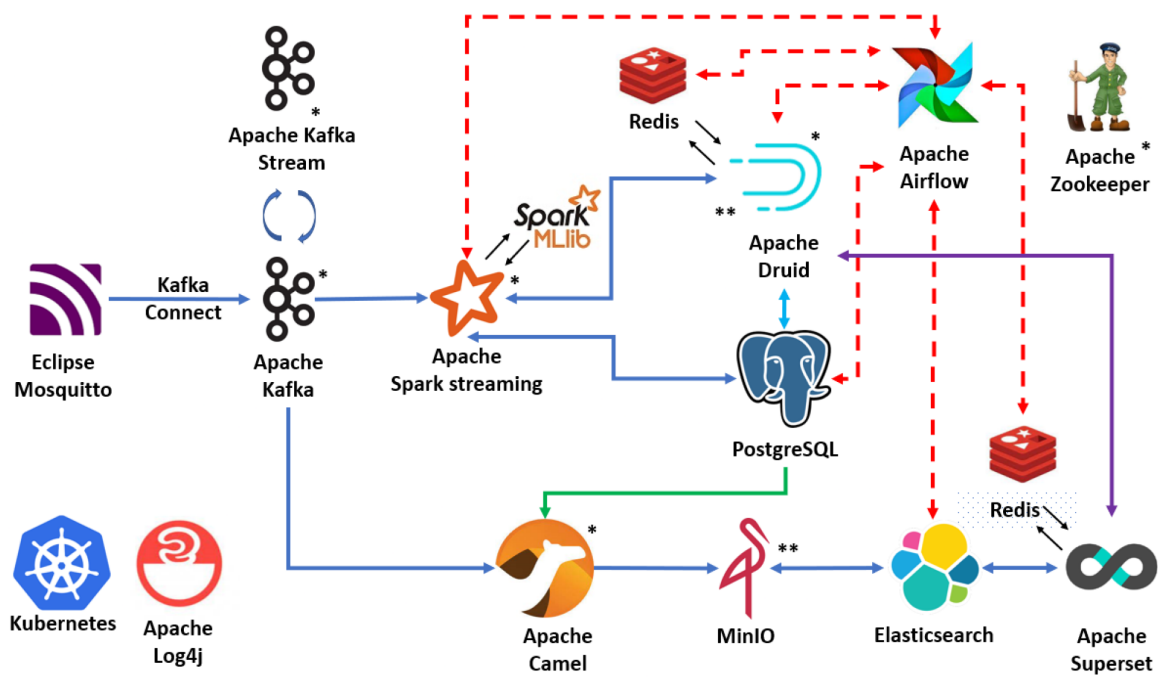 Redis
*
Apache Kafka
Stream
*
Apache
Airflow
Apache *
Zookeeper
Spark
MLlib
**
Apache
Druid
Kafka
Connect
*
*
Eclipse
Mosquitto
Apache
Kafka
Apache
Spark streaming
PostgreSQL
Redis
*
**
Kubernetes
Apache
Log4j
Apache
Camel
MinIO
Elasticsearch
Apache
Superset